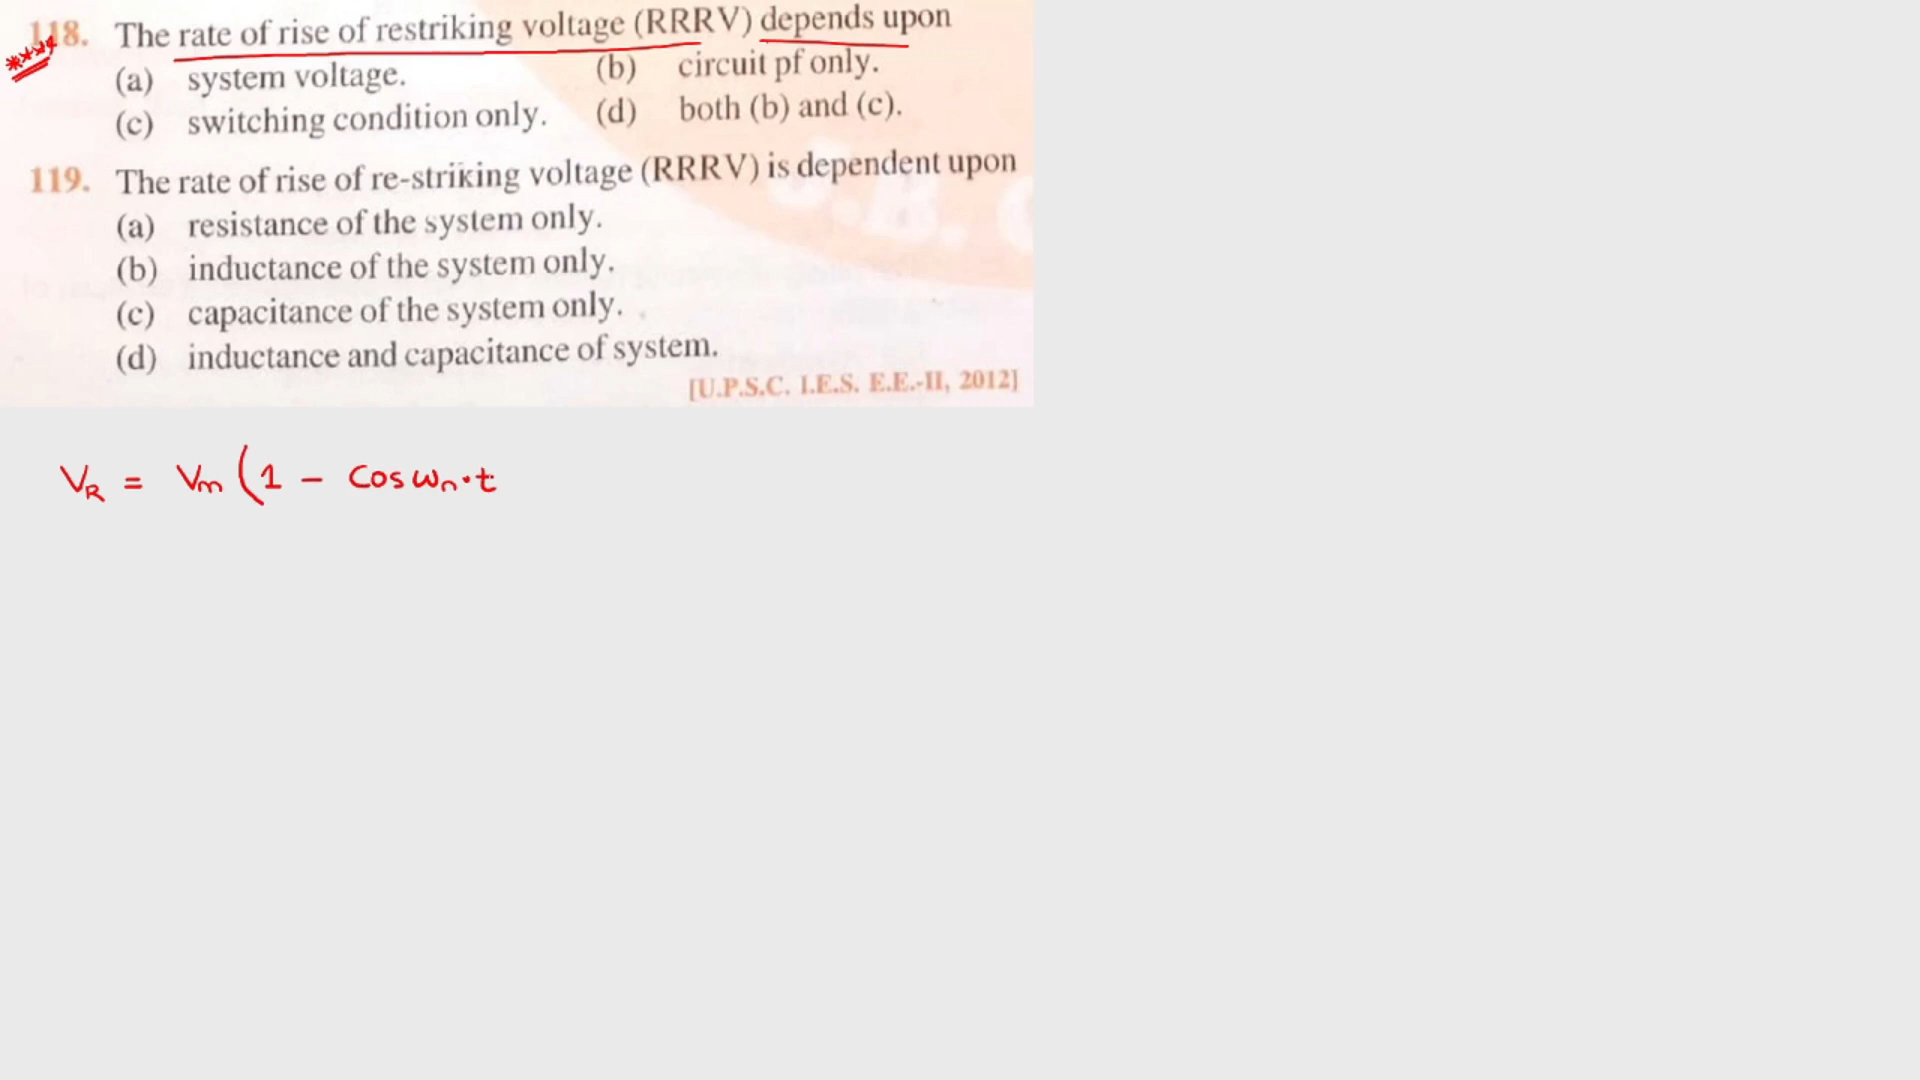 118. The rate of rise of restriking voltage (RRRV) depends upon
(a) system voltage. (b) circuit pf only.
(c) switching condition only. (d) both (b) and (c).
119. The rate of rise of re-striking voltage (RRRV) is dependent upon
(a) resistance of the system only.
(b) inductance of the system only.
(c) capacitance of the system only.
(d) inductance and capacitance of system.
[U.P.S.C. I.E.S. E.E.-II, 2012]
V_R = V_m (1 - cos ω_n·t